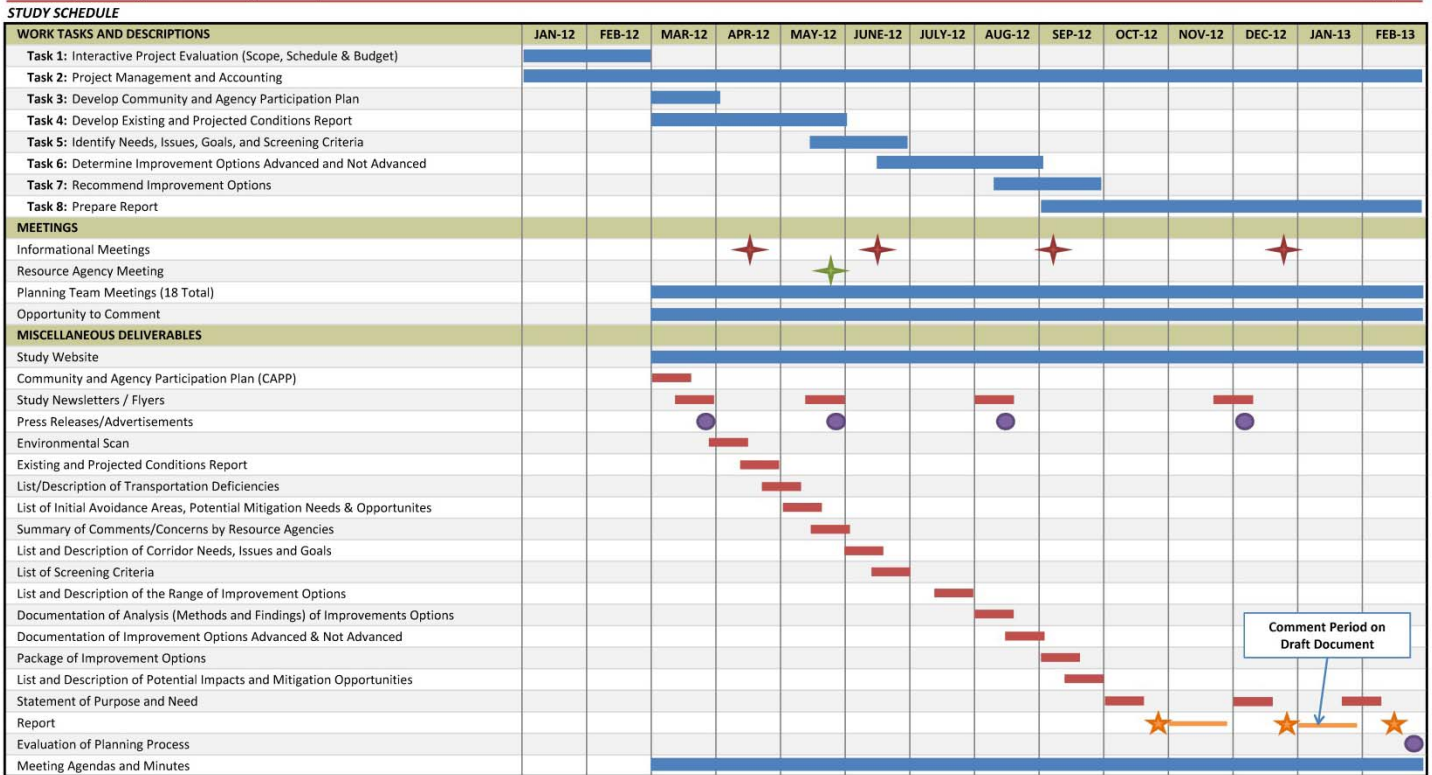 STUDY SCHEDULE
WORK TASKS AND DESCRIPTIONS JAN-12 FEB-12 MAR-12 APR-12 MAY-12 JUNE-12 JULY-12 AUG-12 SEP-12 OCT-12 NOV-12 DEC-12 JAN-13 FEB-13
Task 1: Interactive Project Evaluation (Scope, Schedule & Budget)
Task 2: Project Management and Accounting
Task 3: Develop Community and Agency Participation Plan
Task 4: Develop Existing and Projected Conditions Report
Task 5: Identify Needs, Issues, Goals, and Screening Criteria
Task 6: Determine Improvement Options Advanced and Not Advanced
Task 7: Recommend Improvement Options
Task 8: Prepare Report
MEETINGS
Informational Meetings
Resource Agency Meeting
Planning Team Meetings (18 Total)
Opportunity to Comment
MISCELLANEOUS DELIVERABLES
Study Website
Community and Agency Participation Plan (CAPP)
Study Newsletters / Flyers
Press Releases/Advertisements
Environmental Scan
Existing and Projected Conditions Report
List/Description of Transportation Deficiencies
List of Initial Avoidance Areas, Potential Mitigation Needs & Opportunites
Summary of Comments/Concerns by Resource Agencies
List and Description of Corridor Needs, Issues and Goals
List of Screening Criteria
List and Description of the Range of Improvement Options
Documentation of Analysis (Methods and Findings) of Improvements Options
Documentation of Improvement Options Advanced & Not Advanced
Comment Period on
Draft Document
Package of Improvement Options
List and Description of Potential Impacts and Mitigation Opportunities
Statement of Purpose and Need
Report
Evaluation of Planning Process
Meeting Agendas and Minutes